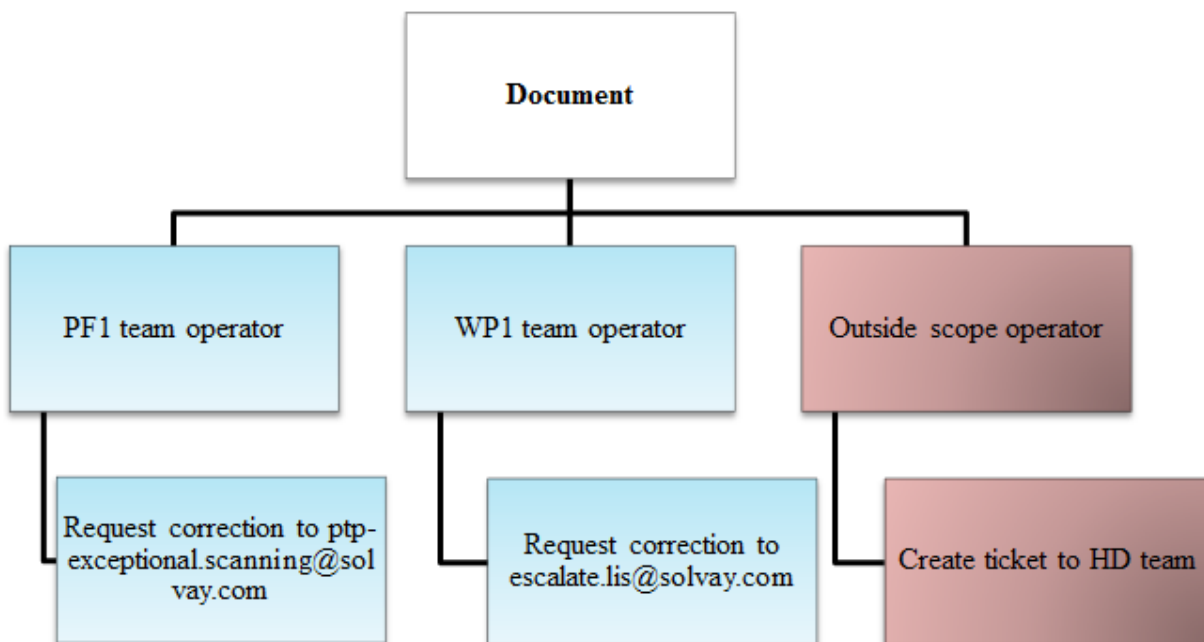 Document
PF1 team operator
WP1 team operator
Outside scope operator
Request correction to ptp-
exceptional.scanning@sol
vay.com
Request correction to
escalate.lis@solvay.com
Create ticket to HD team